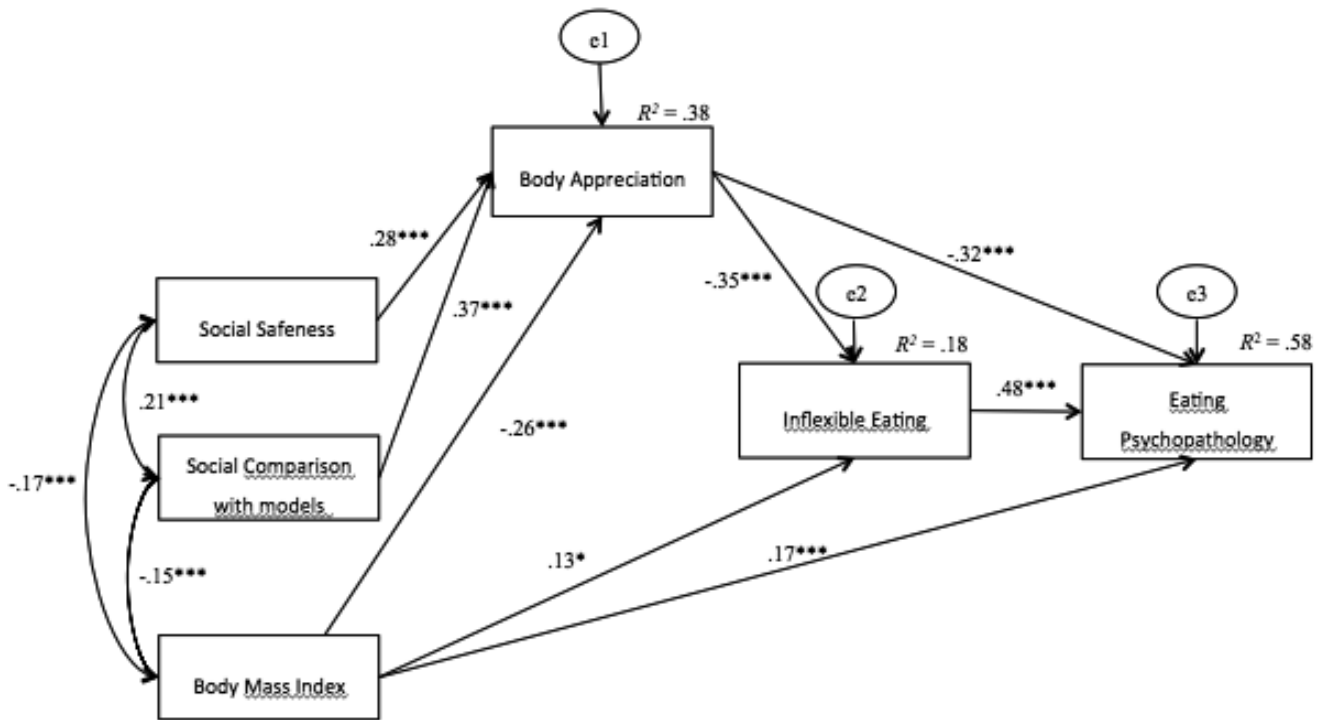 e1
R² = .38
Body Appreciation
.28***
-.32***
-.35***
e2
e3
.37***
Social Safeness
R² = .18
R² = .58
.21***
.48***
Eating
Psychopathology
Inflexible Eating
-.26***
Social Comparison
with models
-.17***
-.15***
.13*
.17***
Body Mass Index